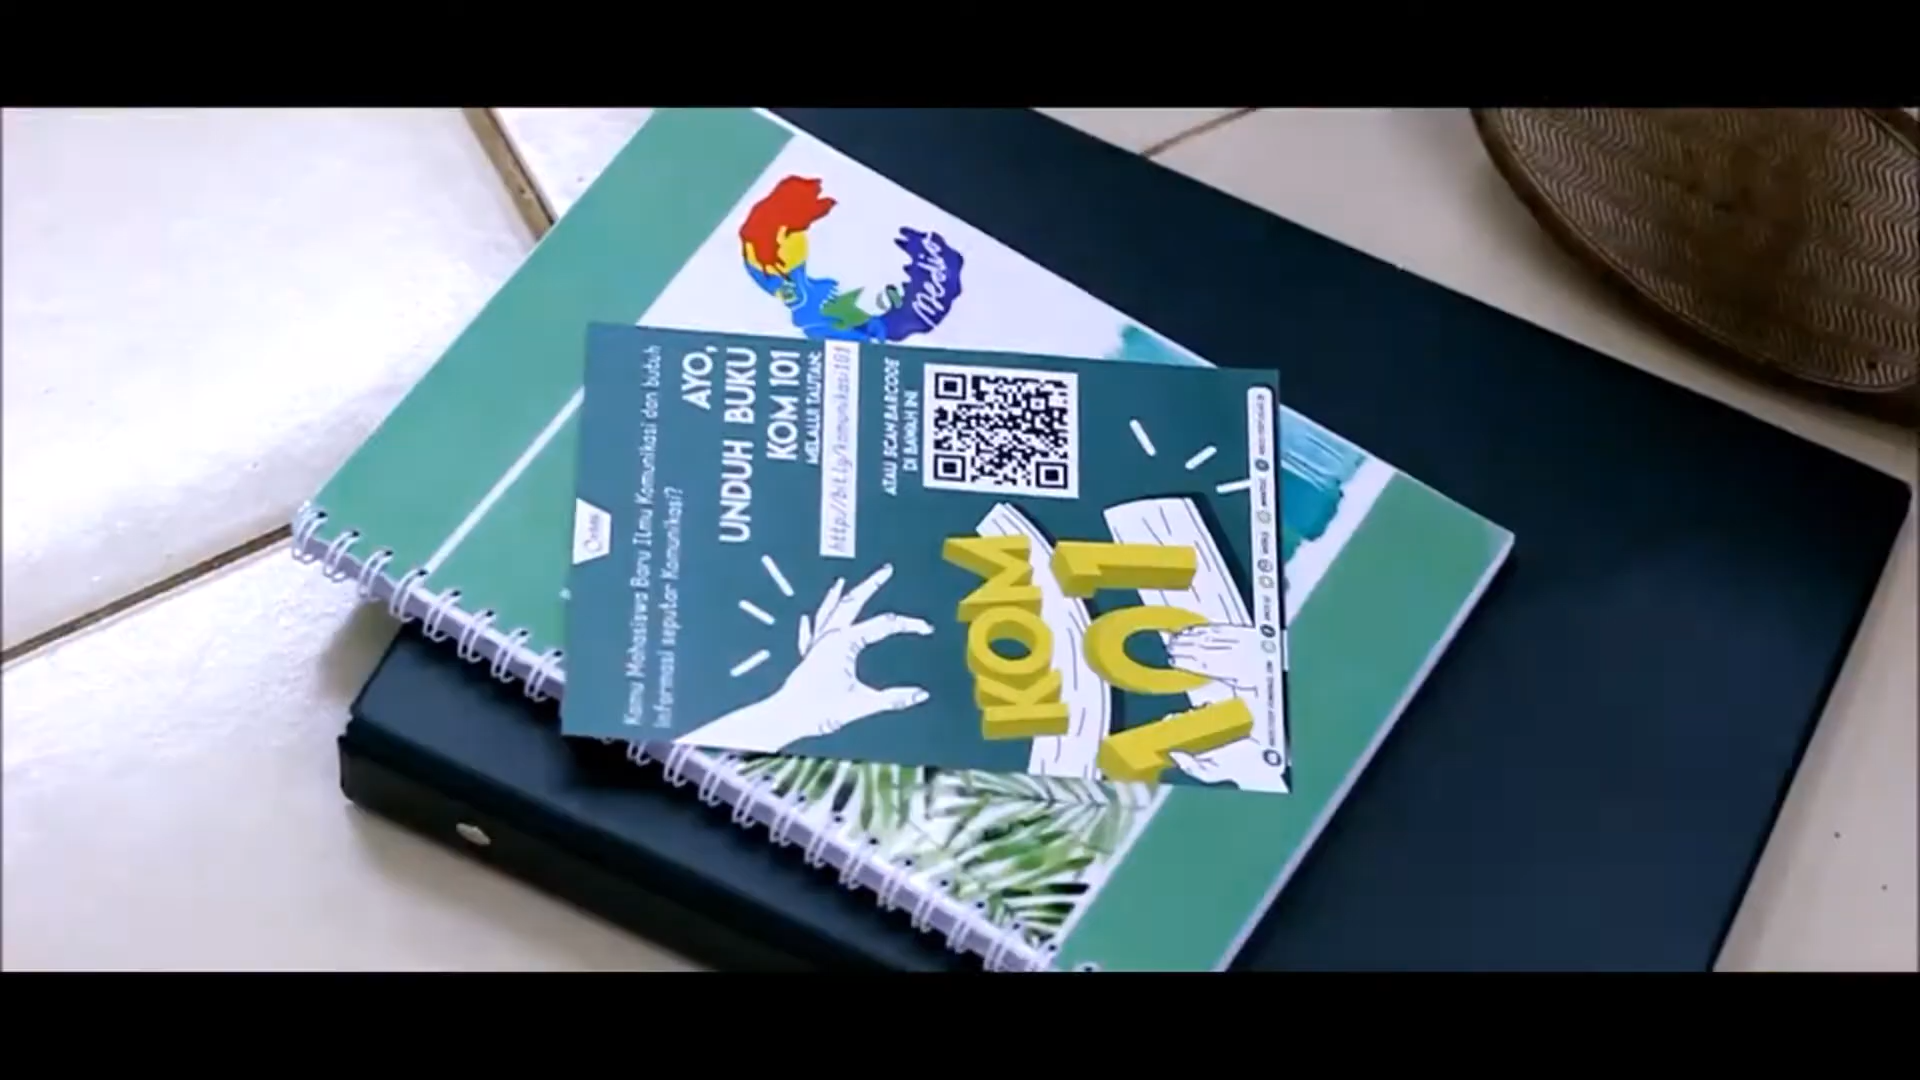 Media
Kamu Mahasiswa Baru Ilmu Komunikasi dan butuh
informasi seputar Komunikasi?
AYO,
UNDUH BUKU
KOM 101
MELALUI TAUTAN:
http://bit.ly/komunikasi101
ATAU SCAN BARCODE
DI BAWAH INI
KOM
101